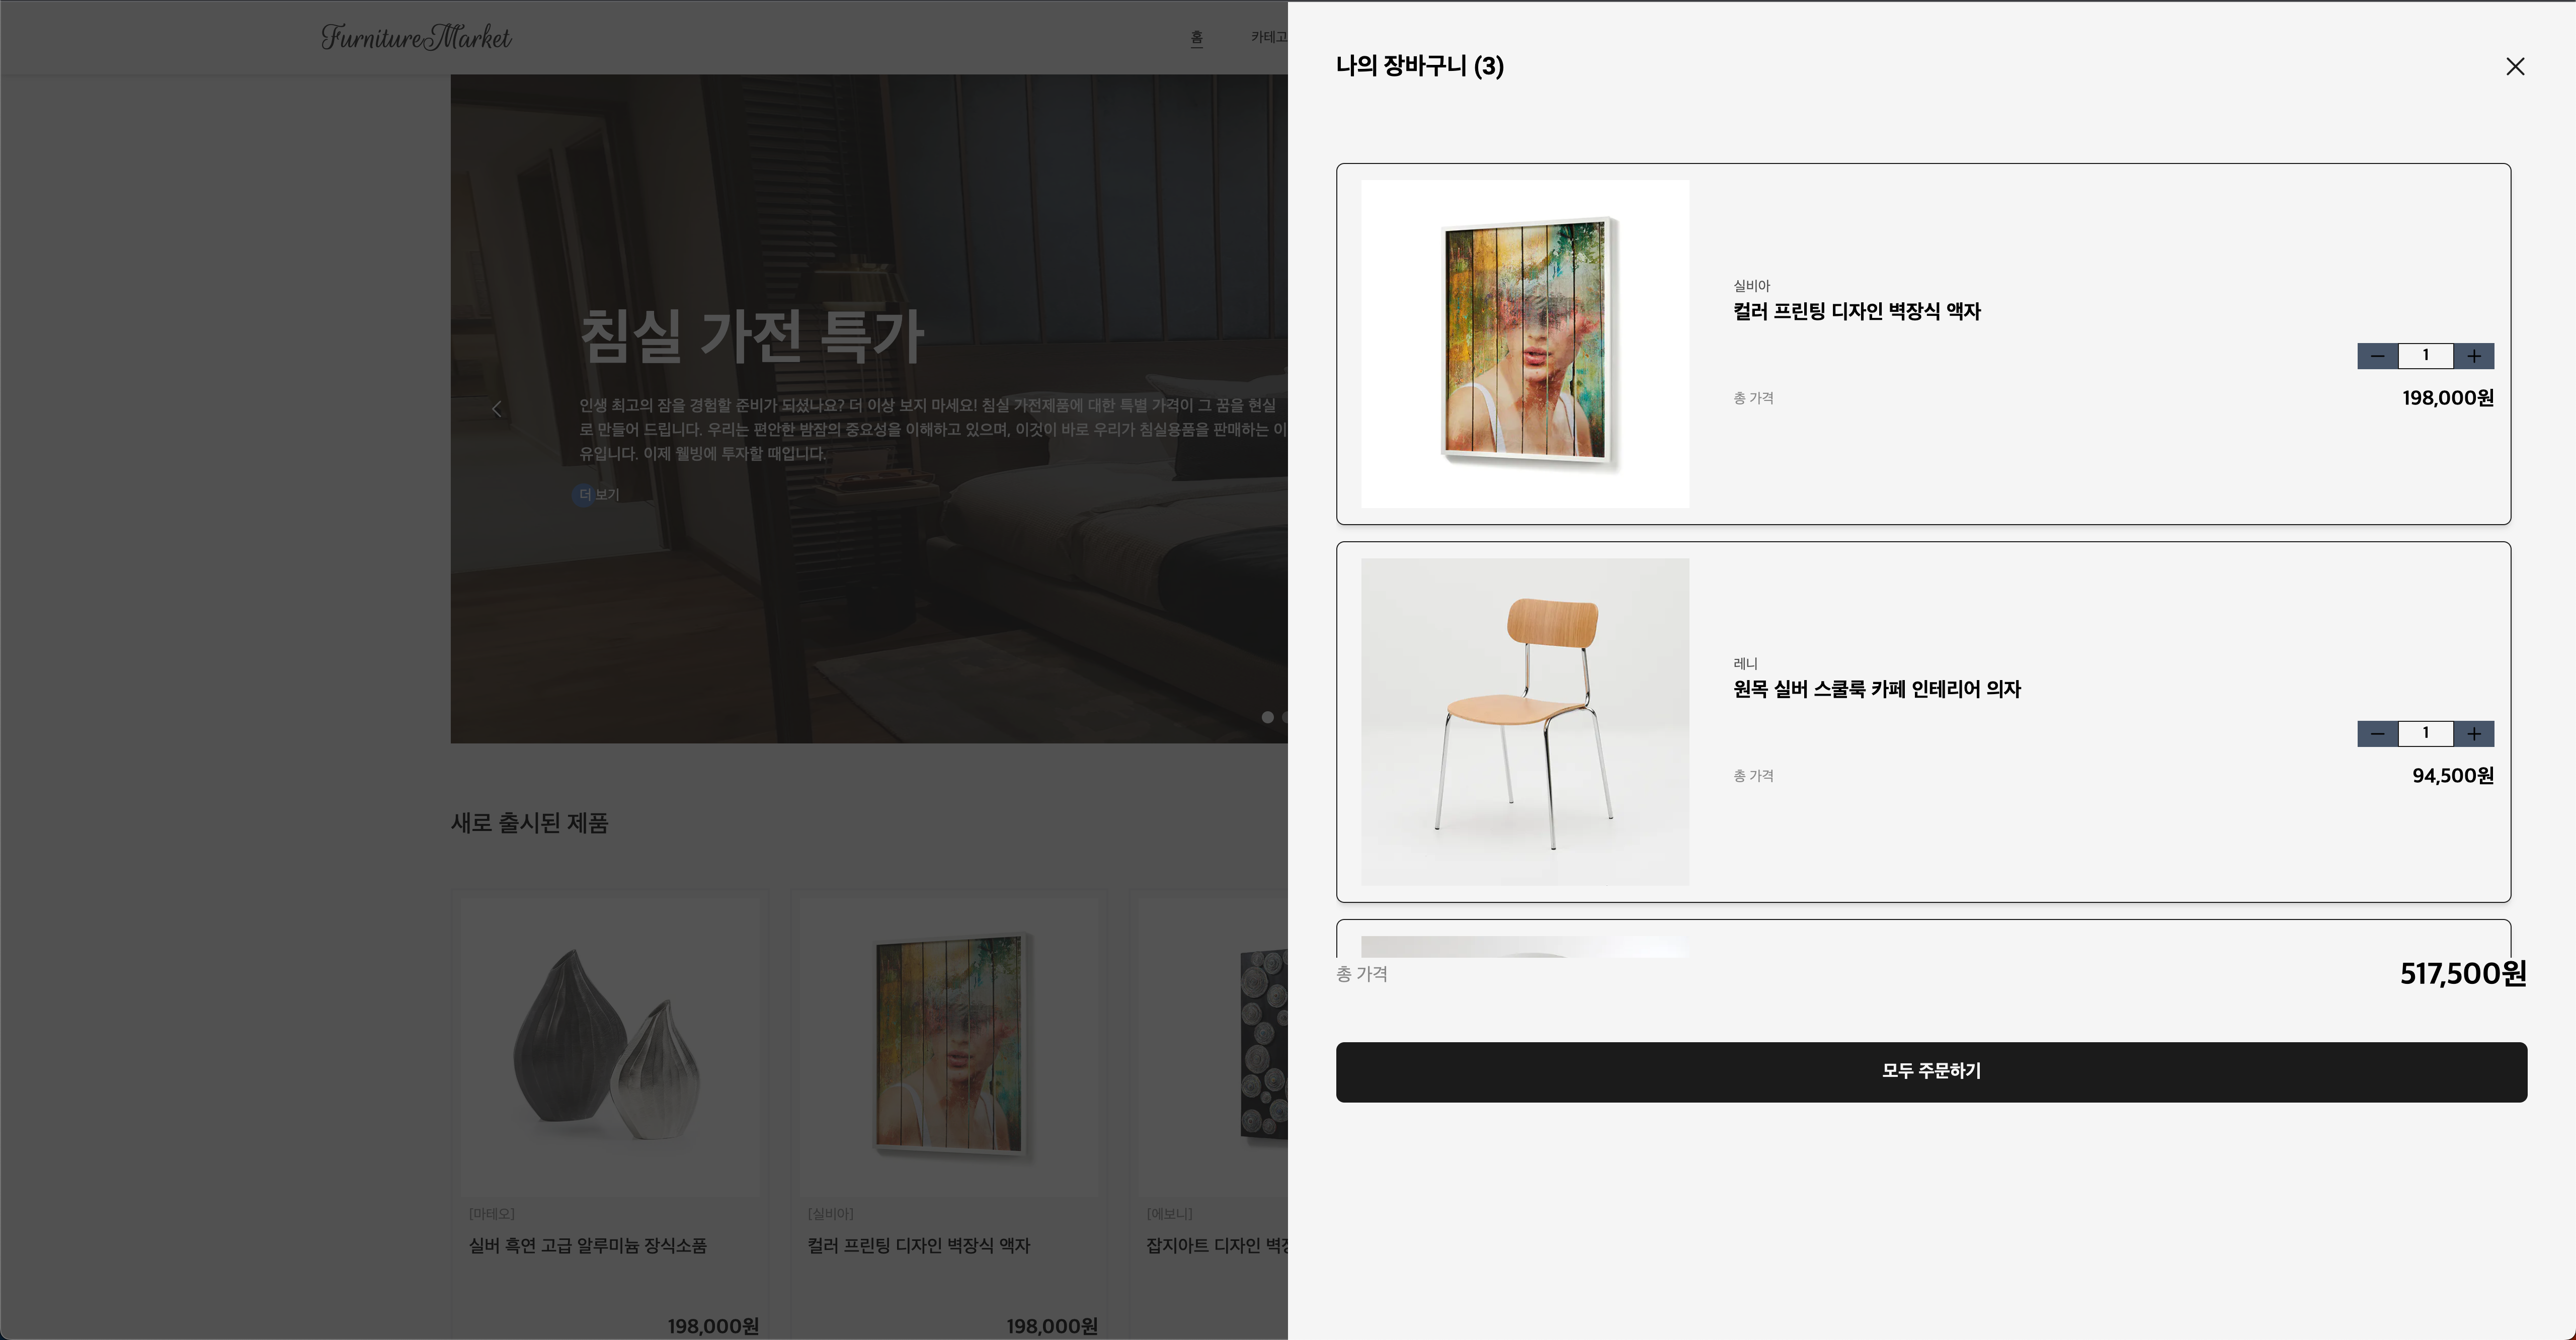 FurnitureMarket
홈
카테고
침실 가전 특가
인생 최고의 잠을 경험할 준비가 되셨나요? 더 이상 보지 마세요! 침실 가전제품에 대한 특별 가격이 그 꿈을 현실
로 만들어 드립니다. 우리는 편안한 밤잠의 중요성을 이해하고 있으며, 이것이 바로 우리가 침실용품을 판매하는 이
유입니다. 이제 웰빙에 투자할 때입니다.
더 보기
새로 출시된 제품
[마테오]
실버 흑연 고급 알루미늄 장식소품
198,000원
[실비아]
컬러 프린팅 디자인 벽장식 액자
198,000원
[에보니]
잡지아트 디자인 벽장
나의 장바구니 (3)
실비아
컬러 프린팅 디자인 벽장식 액자
1
총 가격
198,000원
레니
원목 실버 스쿨룩 카페 인테리어 의자
1
총 가격
94,500원
총 가격
517,500원
모두 주문하기